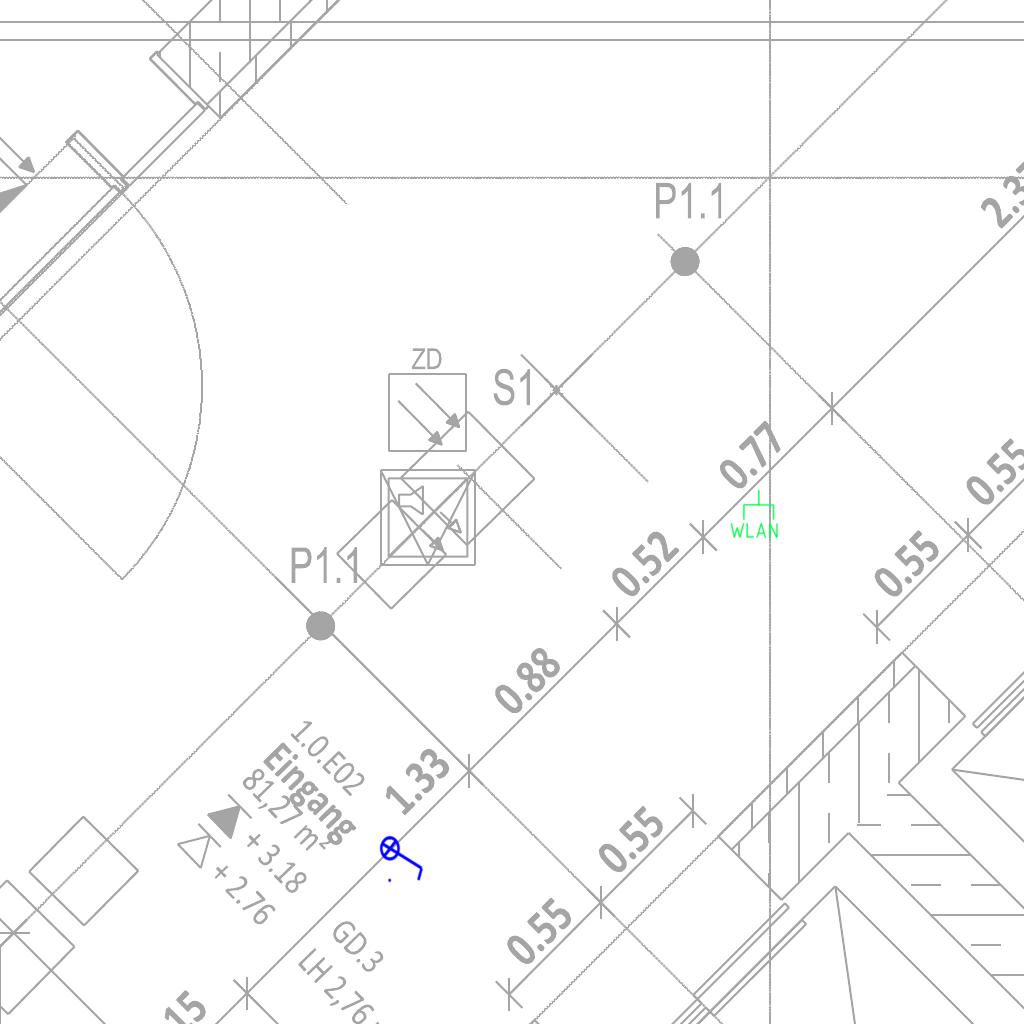 P1.1
2.3
ZD
S1
0.77
0.55
WLAN
P1.1
0.52
0.55
0.88
1.0.E02
Eingang
81,27 m²
+3.18
+2.76
1.33
0.55
GD.3
LH 2,76
0.55
15